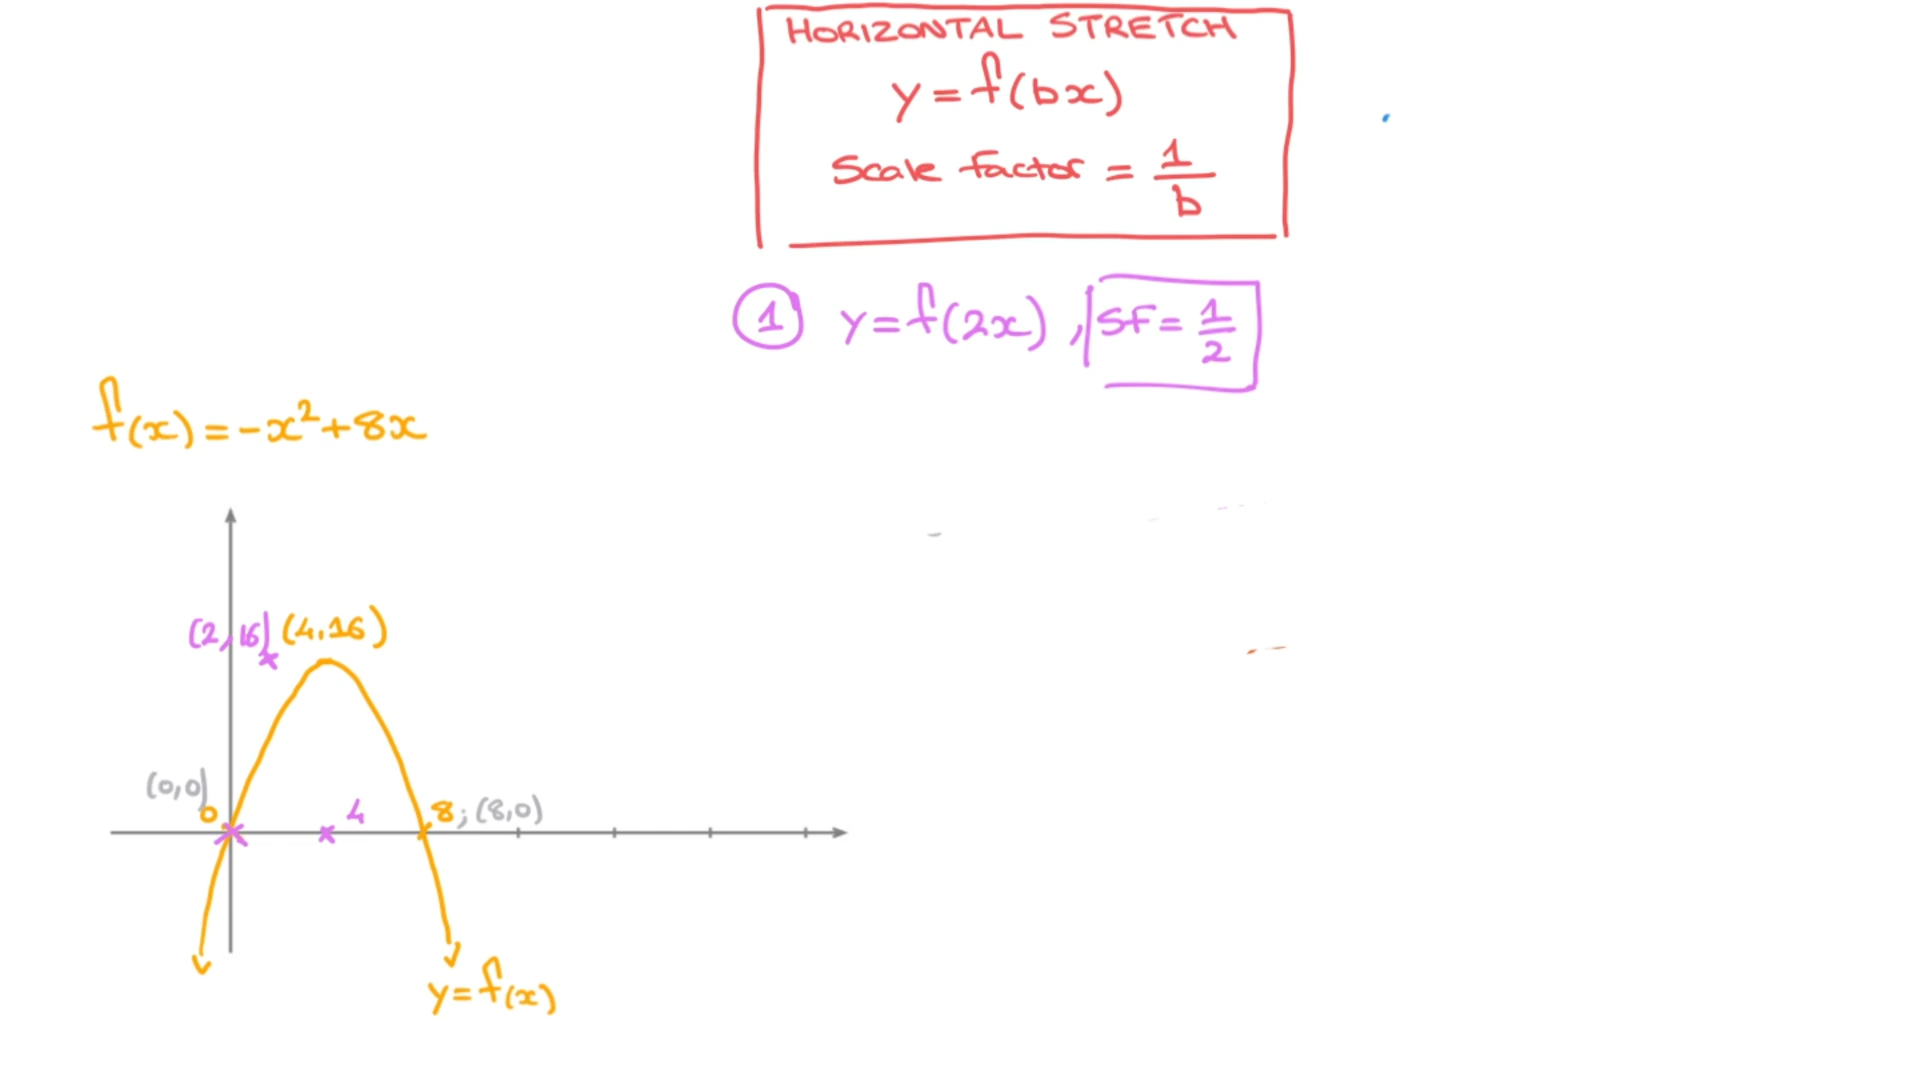 HORIZONTAL STRETCH
y=f(bx)
Scale factor = 1/b
① y=f(2x), SF=1/2
f(x)=-x²+8x
(2,16) (4,16)
(0,0)
0
4
8 ; (8,0)
y=f(x)